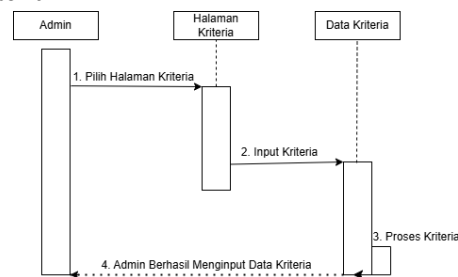 Admin
Halaman
Kriteria
Data Kriteria
1. Pilih Halaman Kriteria
2. Input Kriteria
3. Proses Kriteria
4. Admin Berhasil Menginput Data Kriteria